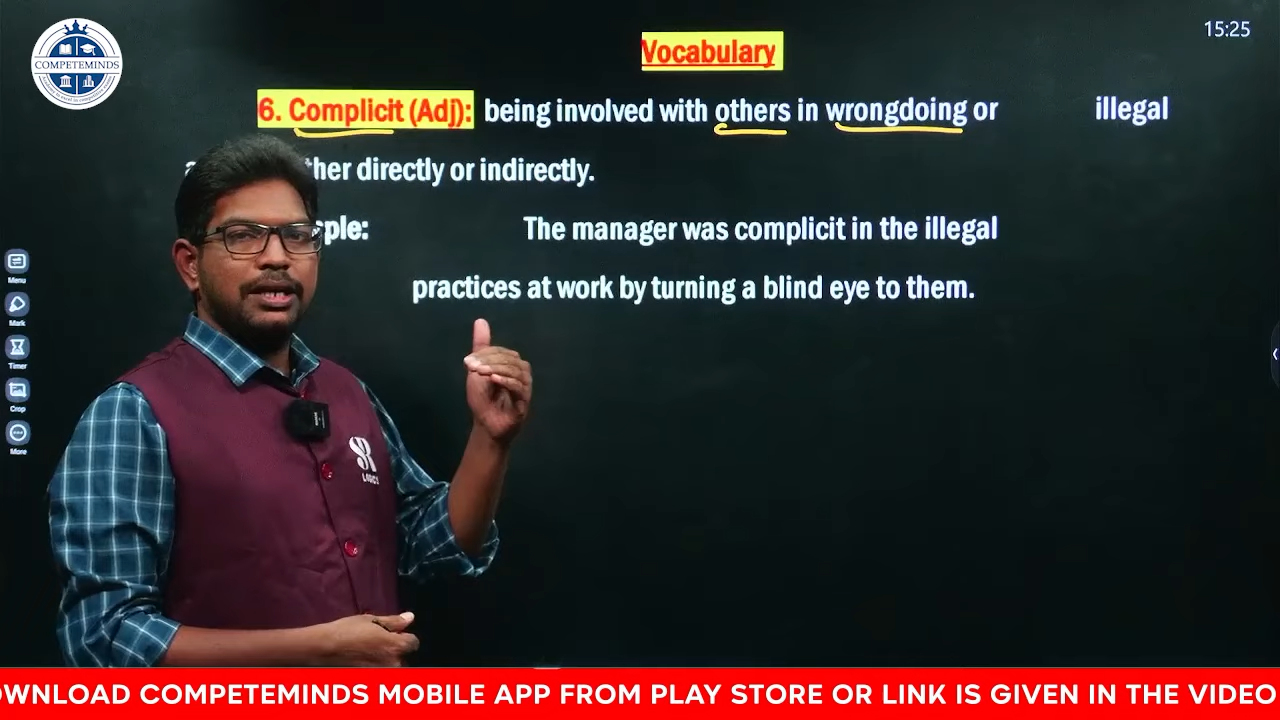 15:25
COMPETEMINDS
Vocabulary
6. Complicit (Adj): being involved with others in wrongdoing or illegal
ther directly or indirectly.
ple: The manager was complicit in the illegal
practices at work by turning a blind eye to them.
Menu
Mark
Timer
Crop
More
SR
OWNLOAD COMPETEMINDS MOBILE APP FROM PLAY STORE OR LINK IS GIVEN IN THE VIDEO